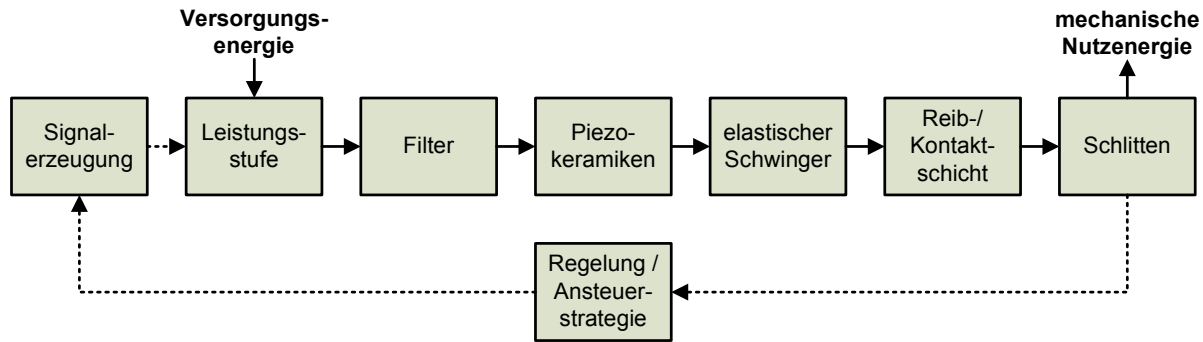 Versorgungs-
energie
mechanische
Nutzenergie
Signal-
erzeugung
Leistungs-
stufe
Filter
Piezo-
keramiken
elastischer
Schwinger
Reib-/
Kontakt-
schicht
Schlitten
Regelung /
Ansteuer-
strategie